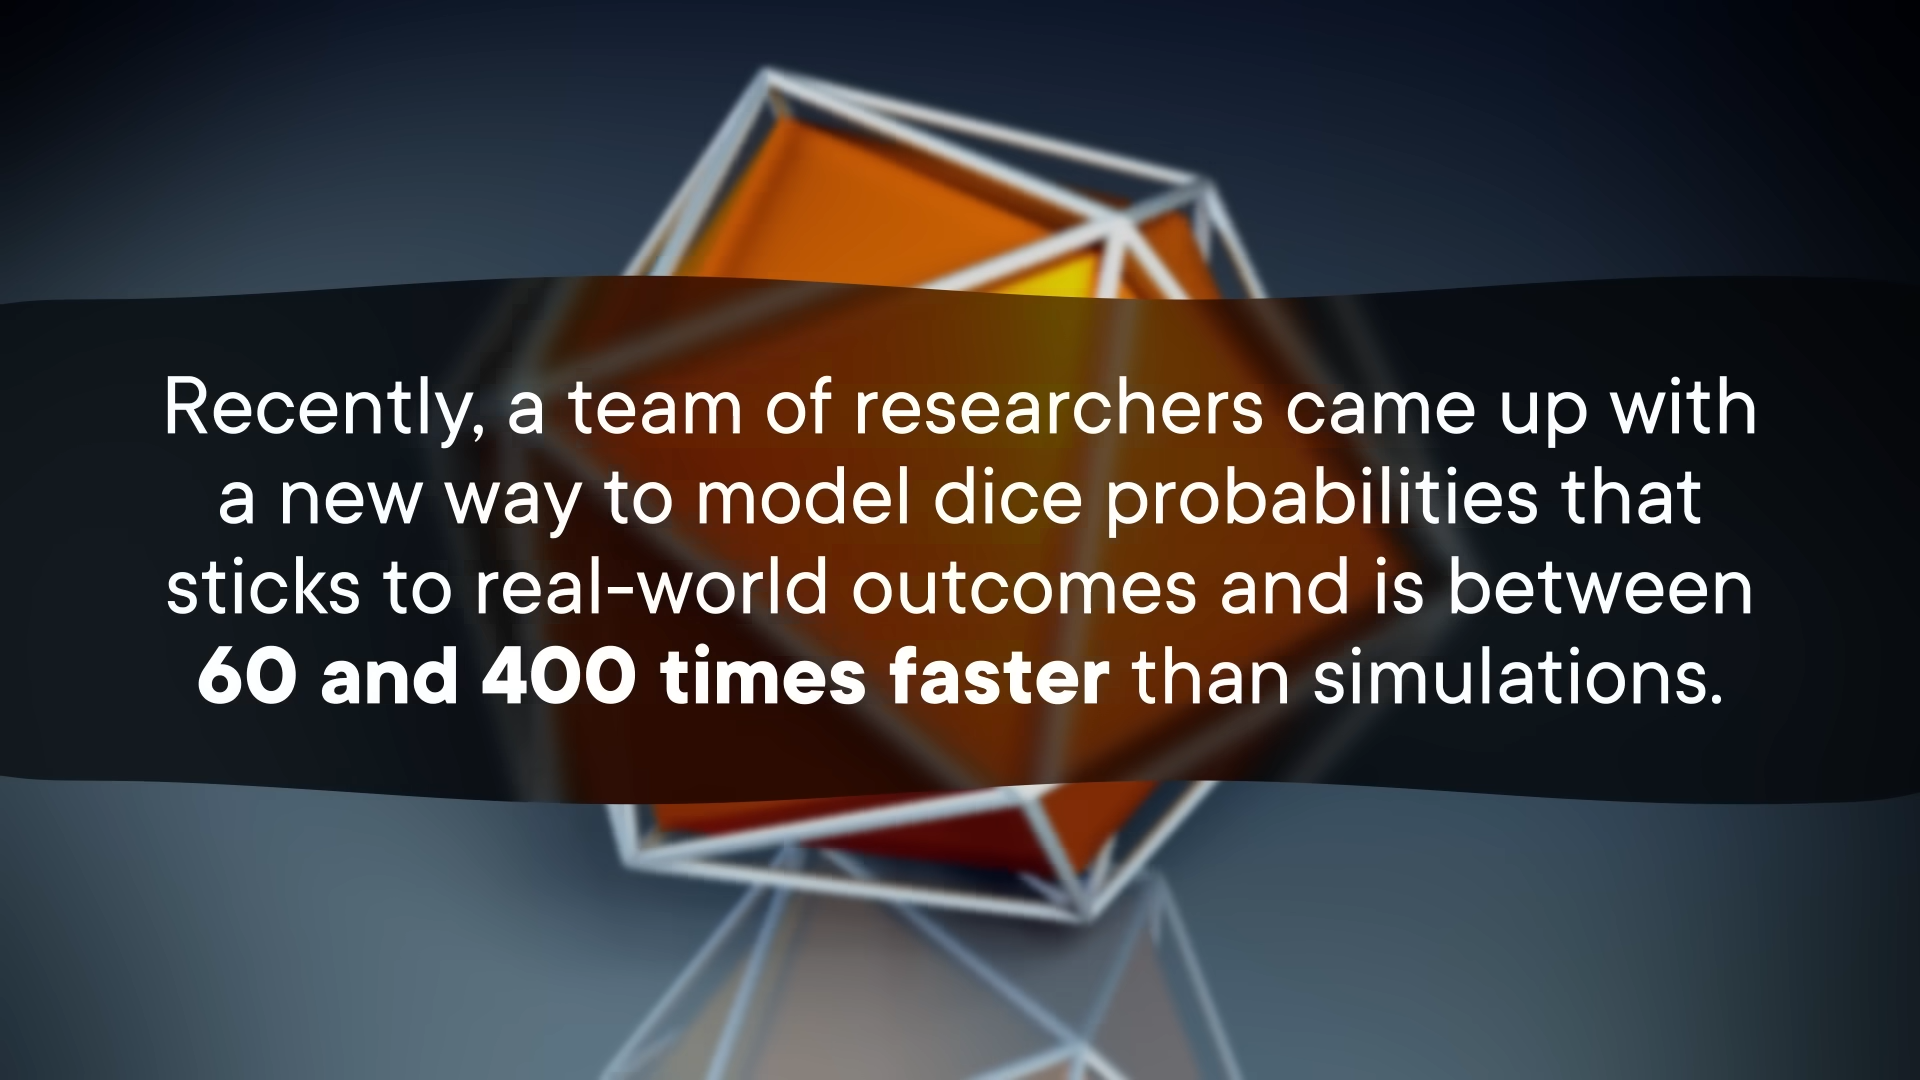 Recently, a team of researchers came up with
a new way to model dice probabilities that
sticks to real-world outcomes and is between
60 and 400 times faster than simulations.